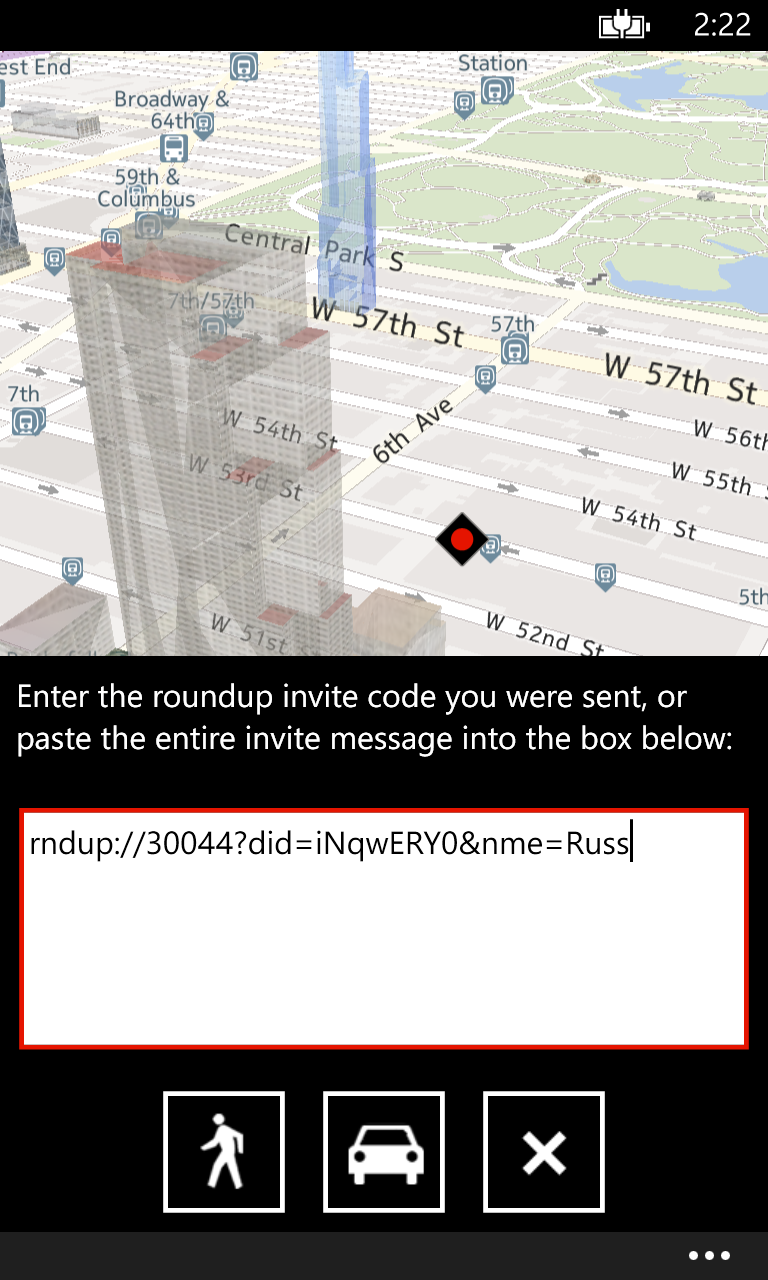 2:22
est End
Station
Broadway &
64th
59th &
Columbus
Central Park S
7th/57th
W 57th St
57th
W 57th St
7th
6th Ave
W 54th St
W 56th
W 53rd St
W 55th
W 54th St
5th
W 51st
W 52nd St
Enter the roundup invite code you were sent, or
paste the entire invite message into the box below:
rndup://30044?did=iNqwERY0&nme=Russ